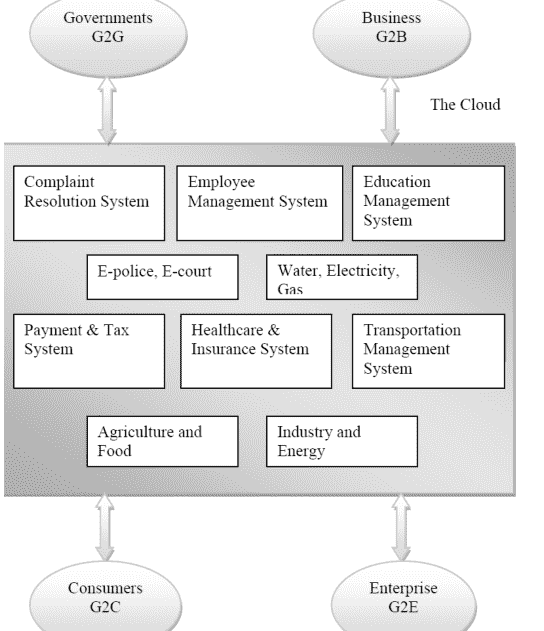 Governments
G2G
Business
G2B
The Cloud
Complaint
Resolution System
Employee
Management System
Education
Management
System
E-police, E-court
Water, Electricity,
Gas
Payment & Tax
System
Healthcare &
Insurance System
Transportation
Management
System
Agriculture and
Food
Industry and
Energy
Consumers
G2C
Enterprise
G2E